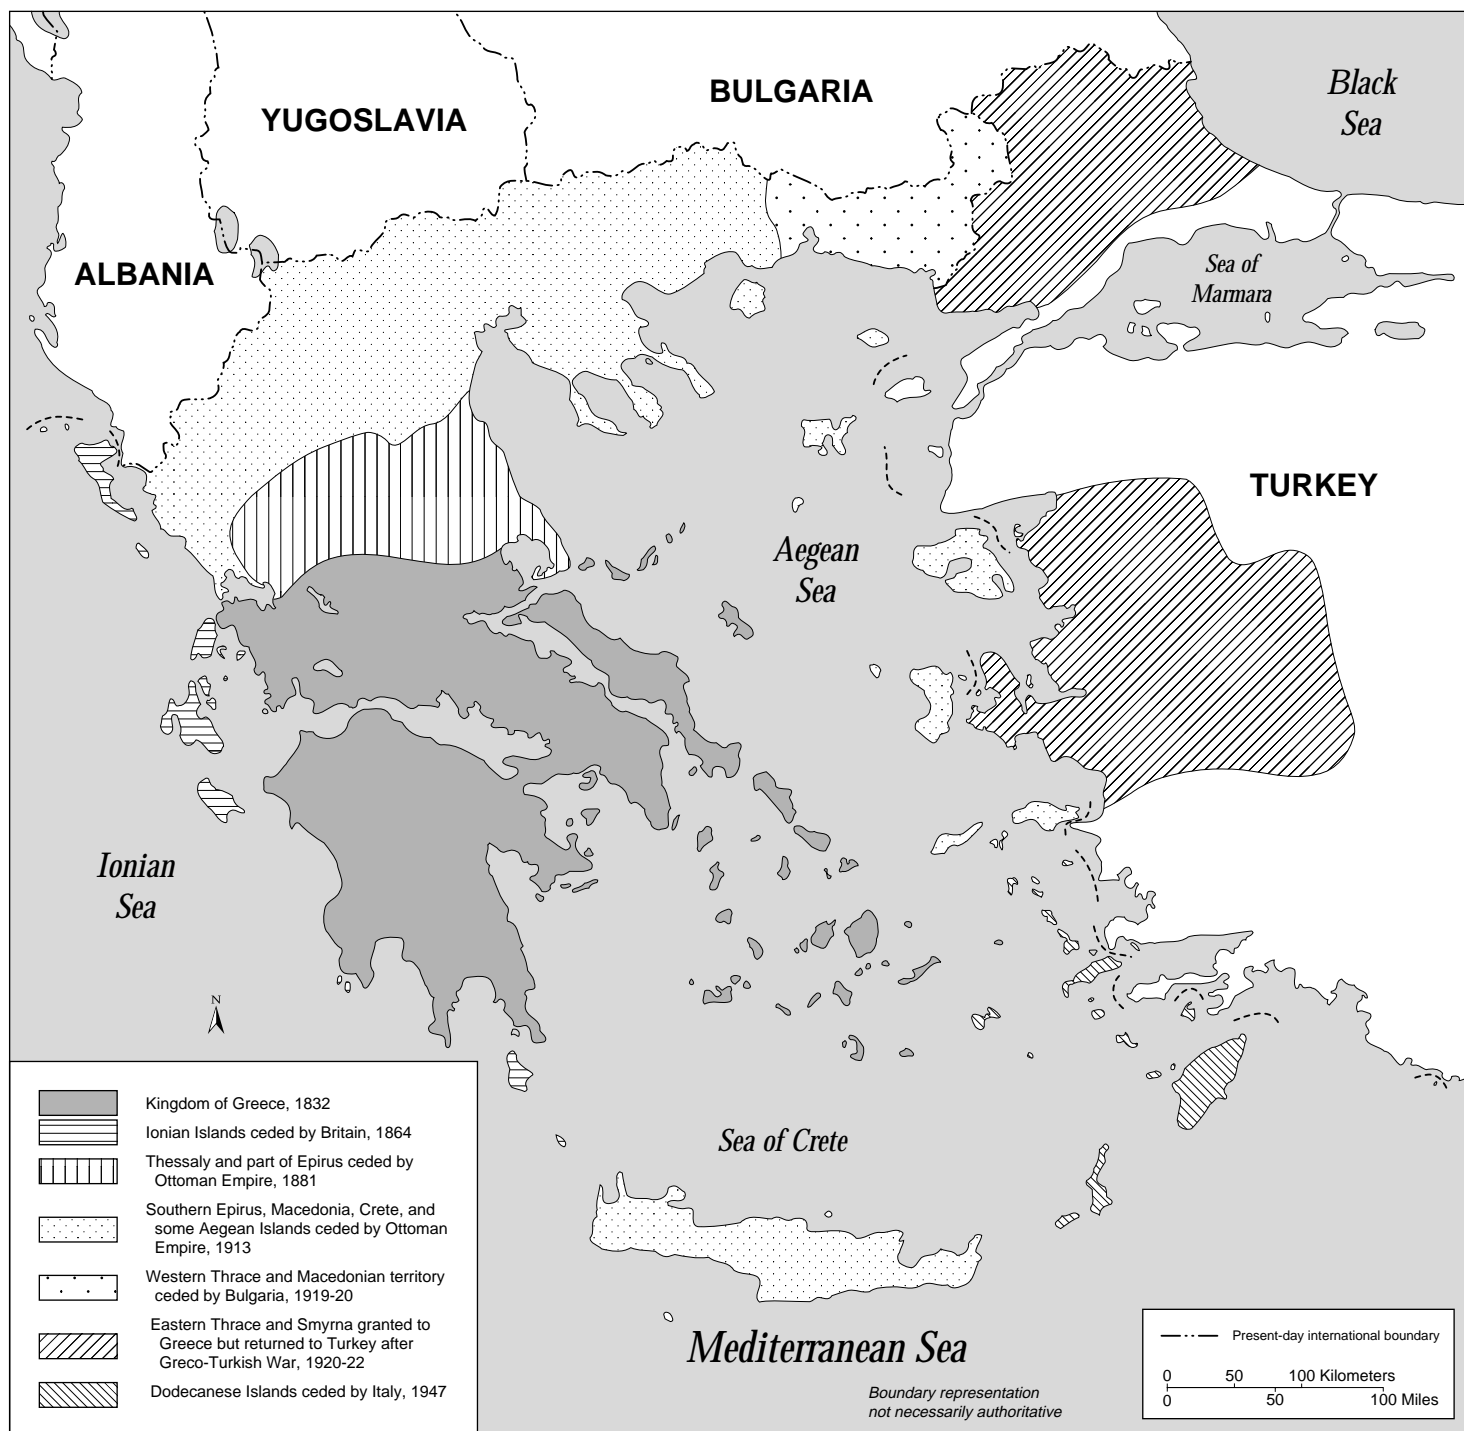 BULGARIA
Black
Sea
YUGOSLAVIA
ALBANIA
Sea of
Marmara
TURKEY
Aegean
Sea
Ionian
Sea
N
Sea of Crete
Mediterranean Sea
Kingdom of Greece, 1832
Ionian Islands ceded by Britain, 1864
Thessaly and part of Epirus ceded by
Ottoman Empire, 1881
Southern Epirus, Macedonia, Crete, and
some Aegean Islands ceded by Ottoman
Empire, 1913
Western Thrace and Macedonian territory
ceded by Bulgaria, 1919-20
Eastern Thrace and Smyrna granted to
Greece but returned to Turkey after
Greco-Turkish War, 1920-22
Dodecanese Islands ceded by Italy, 1947
Boundary representation
not necessarily authoritative
Present-day international boundary
0 50 100 Kilometers
0 50 100 Miles